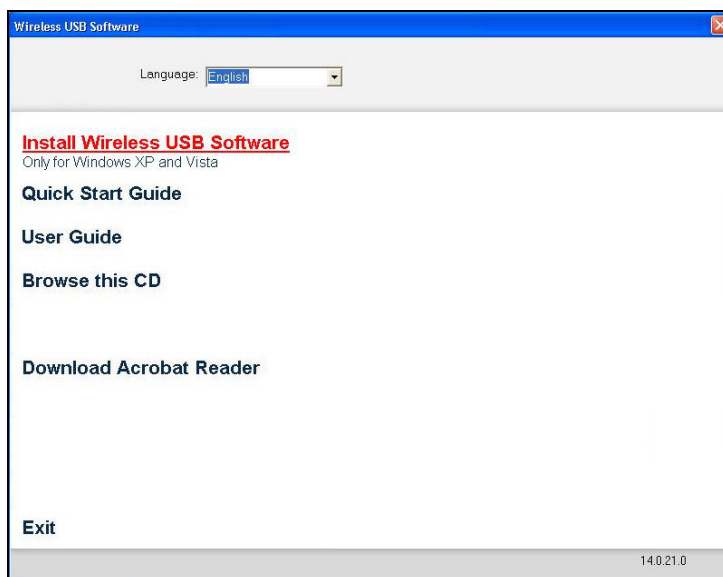 Wireless USB Software
Language: English
Install Wireless USB Software
Only for Windows XP and Vista
Quick Start Guide
User Guide
Browse this CD
Download Acrobat Reader
Exit
14.0.21.0